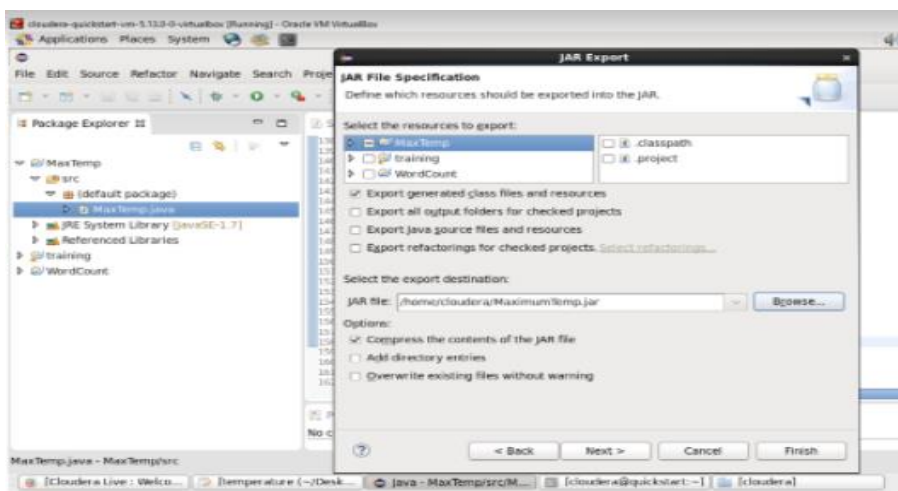 cloudera-quickstart-vm-5.13.0-0-virtualbox [Running] - Oracle VM VirtualBox
Applications Places System
File Edit Source Refactor Navigate Search Proje
Package Explorer
MaxTemp
src
(default package)
MaxTemp.java
JRE System Library [JavaSE-1.7]
Referenced Libraries
training
WordCount
JAR Export
JAR File Specification
Define which resources should be exported into the JAR.
Select the resources to export:
MaxTemp
training
WordCount
.classpath
.project
Export generated class files and resources
Export all output folders for checked projects
Export Java source files and resources
Export refactorings for checked projects. Select refactorings...
Select the export destination:
JAR file: /home/cloudera/MaximumTemp.jar
Browse...
Options:
Compress the contents of the JAR file
Add directory entries
Overwrite existing files without warning
No c
< Back Next > Cancel Finish
MaxTemp.java - MaxTemp/src
[Cloudera Live : Welco... [temperature (~/Desk... Java - MaxTemp/src/M... [cloudera@quickstart:~] [cloudera]